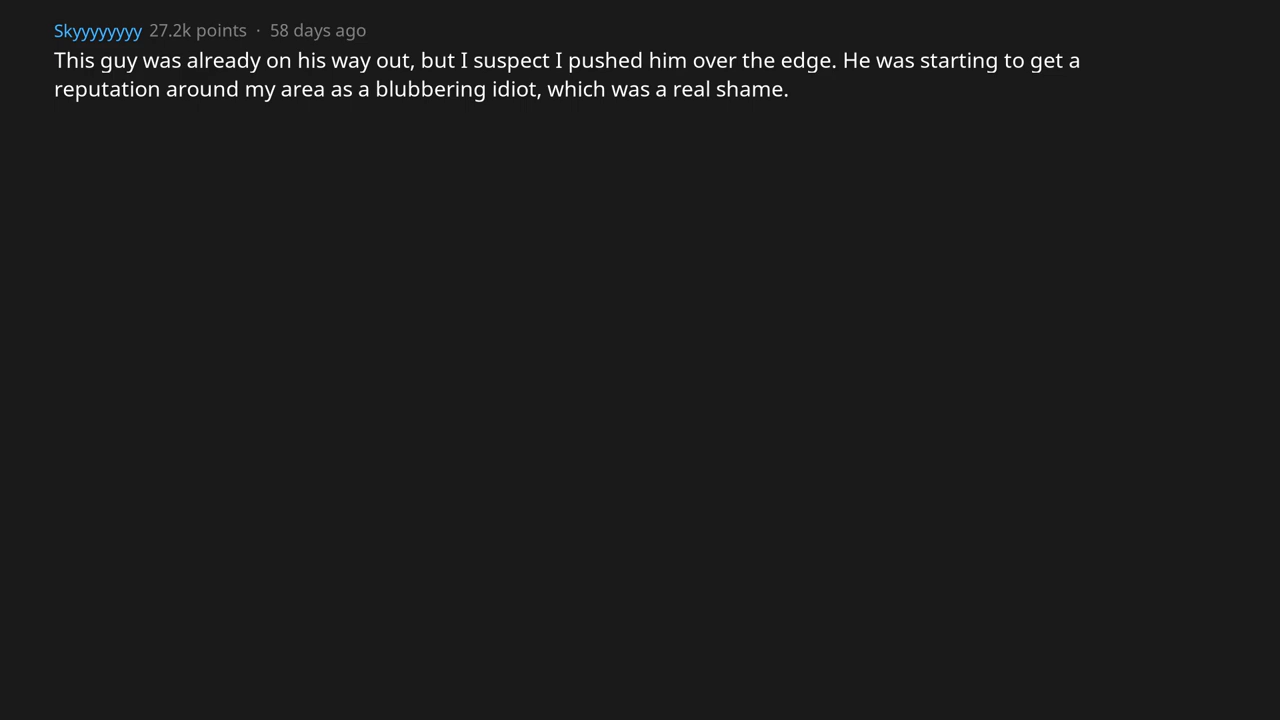 Skyyyyyyyy 27.2k points · 58 days ago
This guy was already on his way out, but I suspect I pushed him over the edge. He was starting to get a
reputation around my area as a blubbering idiot, which was a real shame.